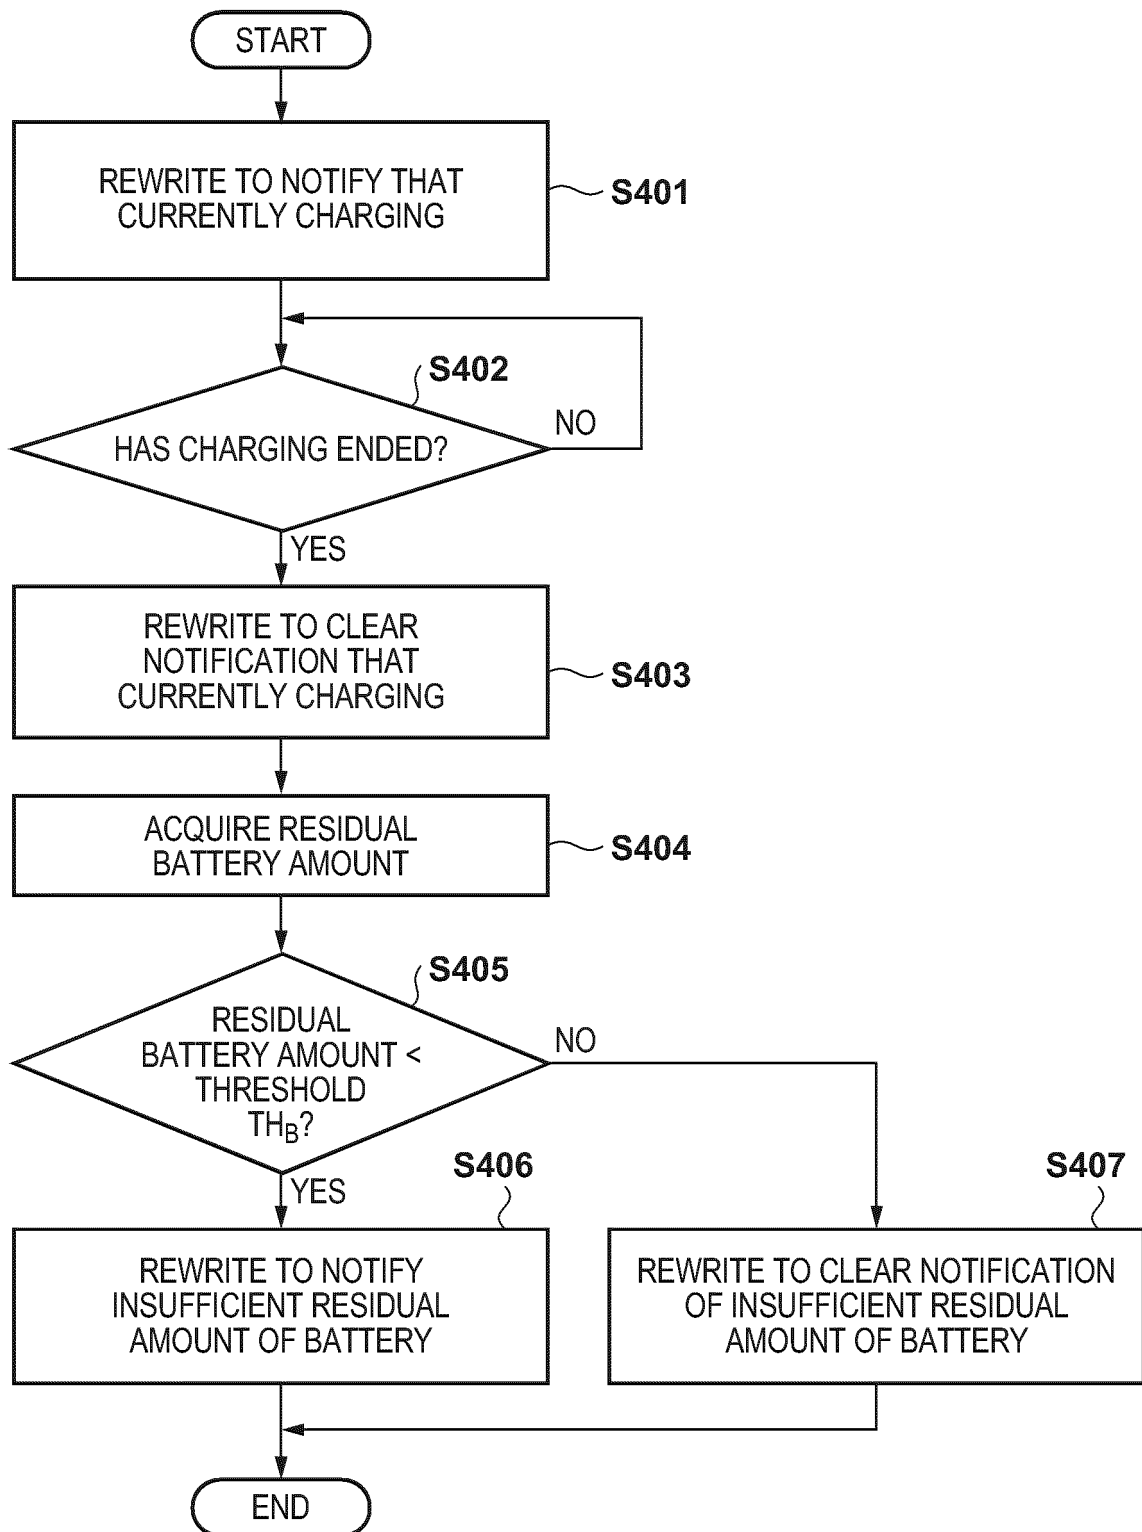 START
REWRITE TO NOTIFY THAT
CURRENTLY CHARGING
S401
S402
HAS CHARGING ENDED?
NO
YES
REWRITE TO CLEAR
NOTIFICATION THAT
CURRENTLY CHARGING
S403
ACQUIRE RESIDUAL
BATTERY AMOUNT
S404
S405
RESIDUAL
BATTERY AMOUNT <
THRESHOLD
THB?
NO
YES
S406
REWRITE TO NOTIFY
INSUFFICIENT RESIDUAL
AMOUNT OF BATTERY
S407
REWRITE TO CLEAR NOTIFICATION
OF INSUFFICIENT RESIDUAL
AMOUNT OF BATTERY
END